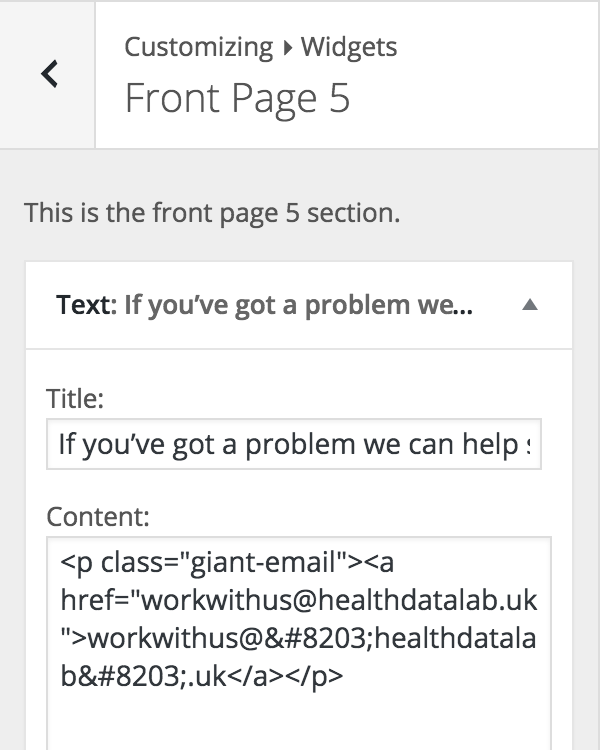 Customizing ▸ Widgets
Front Page 5
This is the front page 5 section.
Text: If you’ve got a problem we...
Title:
If you’ve got a problem we can help
Content:
<p class="giant-email"><a
href="workwithus@healthdatalab.uk
">workwithus@&#8203;healthdatala
b&#8203;.uk</a></p>